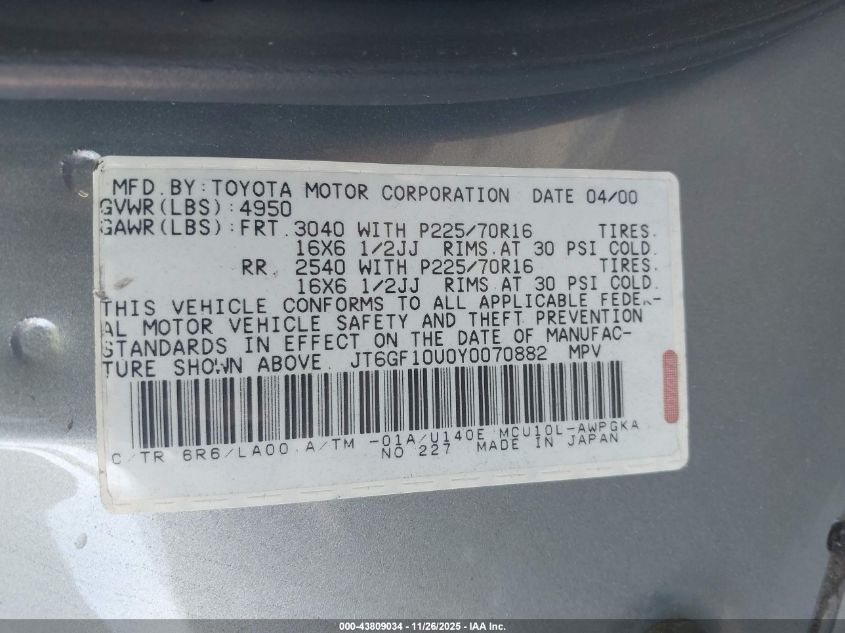 MFD. BY: TOYOTA MOTOR CORPORATION DATE 04/00
GVWR(LBS): 4950
GAWR(LBS): FRT. 3040 WITH P225/70R16 TIRES.
16X6 1/2JJ RIMS. AT 30 PSI COLD.
RR. 2540 WITH P225/70R16 TIRES.
16X6 1/2JJ RIMS AT 30 PSI COLD.
THIS VEHICLE CONFORMS TO ALL APPLICABLE FEDER-
AL MOTOR VEHICLE SAFETY AND THEFT PREVENTION
STANDARDS IN EFFECT ON THE DATE OF MANUFAC-
TURE SHOWN ABOVE. JT6GF10U0Y0070882 MPV
C/TR 6R6/LA00 A/TM -01A/U140E MCU10L-AWPGKA
NO 227 MADE IN JAPAN
000-43809034 - 11/26/2025 - IAA Inc.